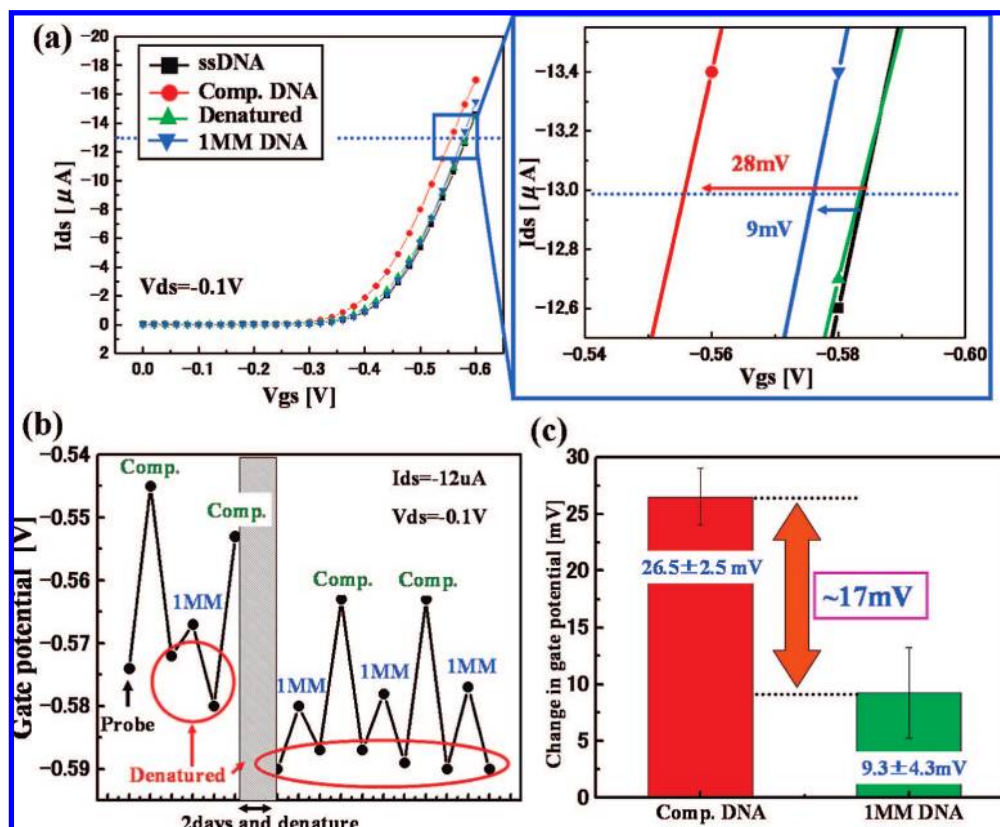 (a)
ssDNA
Comp. DNA
Denatured
1MM DNA
Vds=-0.1V
Ids [μA]
-20
-18
-16
-14
-12
-10
-8
-6
-4
-2
0
2
0.0
-0.1
-0.2
-0.3
-0.4
-0.5
-0.6
Vgs [V]
Ids [μA]
-13.4
-13.2
-13.0
-12.8
-12.6
28mV
9mV
-0.54
-0.56
-0.58
-0.60
Vgs [V]
(b)
Gate potential [V]
-0.54
-0.55
-0.56
-0.57
-0.58
-0.59
Comp.
Comp.
Ids=-12uA
Vds=-0.1V
1MM
Comp.
Comp.
1MM
1MM
1MM
Probe
Denatured
2days and denature
(c)
Change in gate potential [mV]
30
25
20
15
10
5
0
26.5±2.5 mV
~17mV
9.3±4.3mV
Comp. DNA
1MM DNA